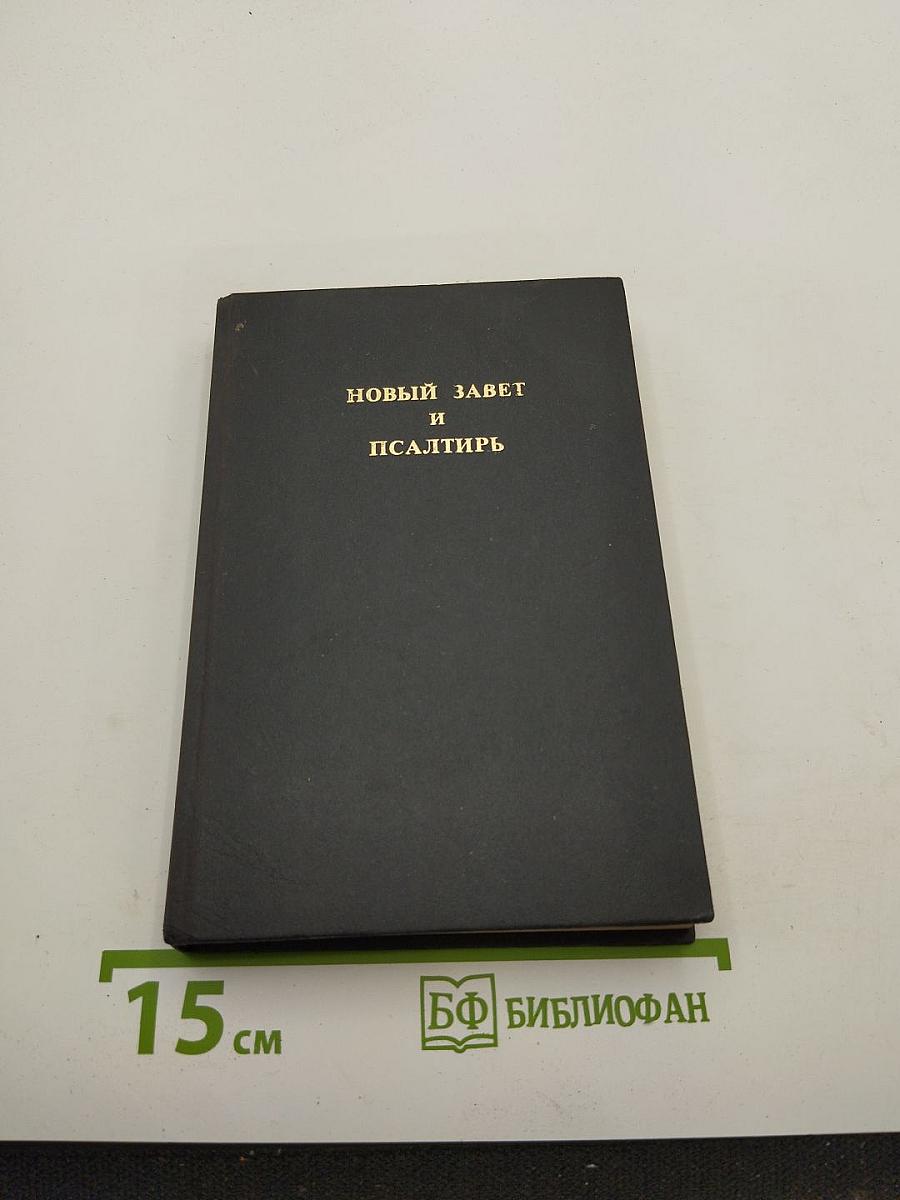 НОВЫЙ ЗАВЕТ
И
ПСАЛТИРЬ
15 см
БФ БИБЛИОФАН